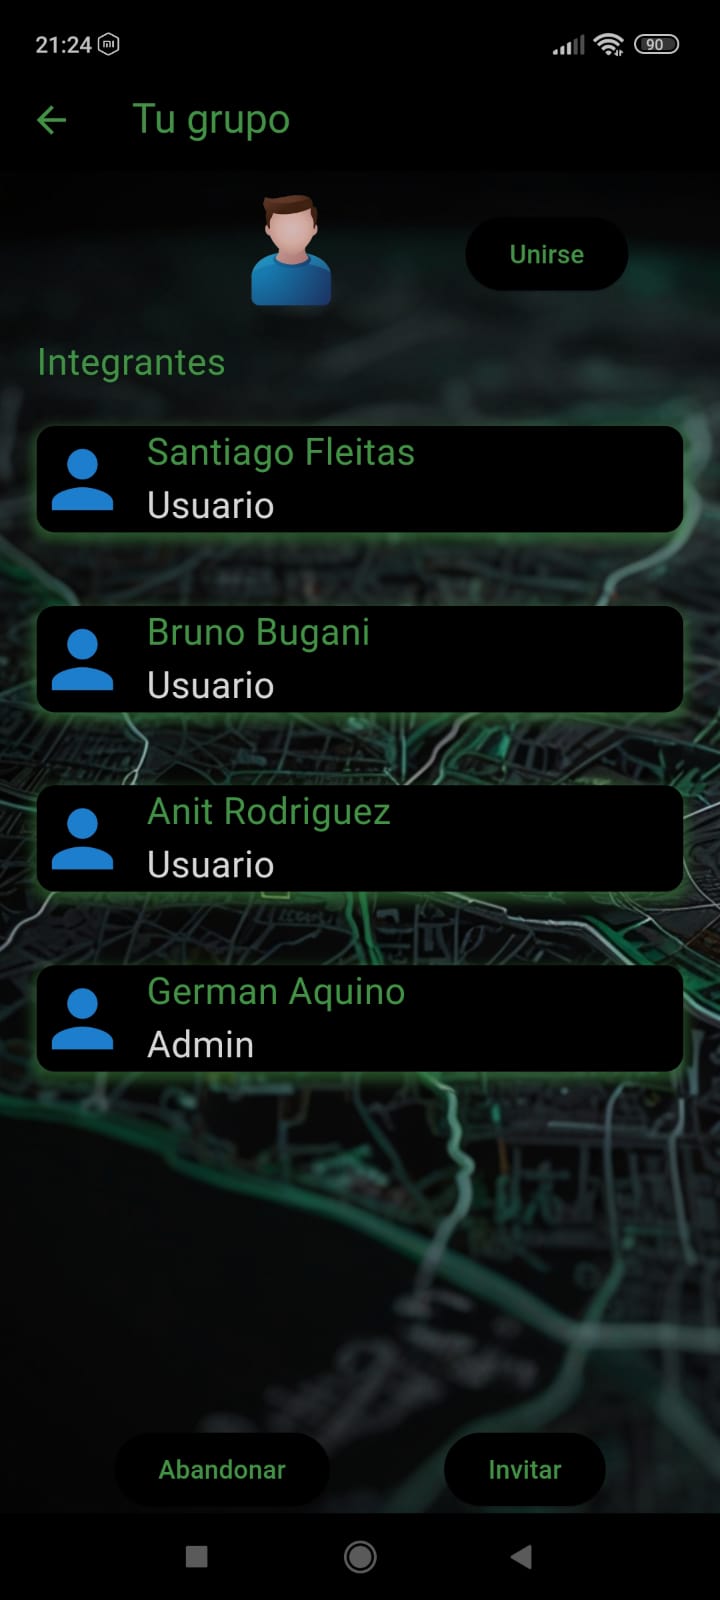 21:24
90
Tu grupo
Unirse
Integrantes
Santiago Fleitas
Usuario
Bruno Bugani
Usuario
Anit Rodriguez
Usuario
German Aquino
Admin
Abandonar
Invitar